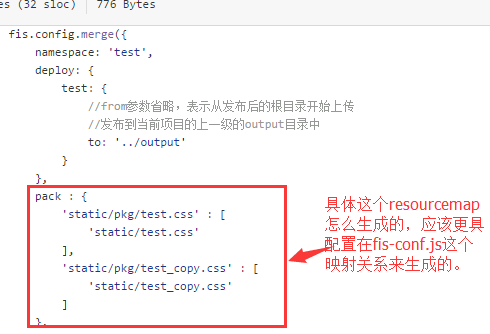 es (32 sloc) | 776 Bytes
fis.config.merge({
namespace: 'test',
deploy: {
test: {
//from参数省略，表示从发布后的根目录开始上传
//发布到当前项目的上一级的output目录中
to: '../output'
}
},
pack : {
'static/pkg/test.css' : [
'static/test.css'
],
'static/pkg/test_copy.css' : [
'static/test_copy.css'
]
},
具体这个resourcemap
怎么生成的，应该更具
配置在fis-conf.js这个
映射关系来生成的。